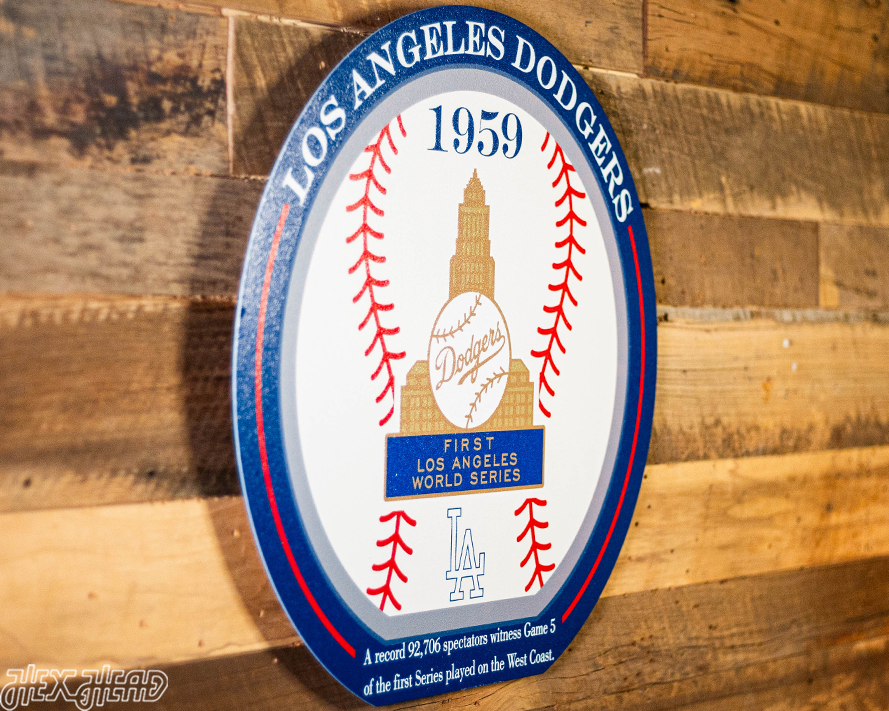 LOS ANGELES DODGERS
1959
Dodgers
FIRST
LOS ANGELES
WORLD SERIES
LA
A record 92,706 spectators witness Game 5
of the first Series played on the West Coast.
HEX HEAD